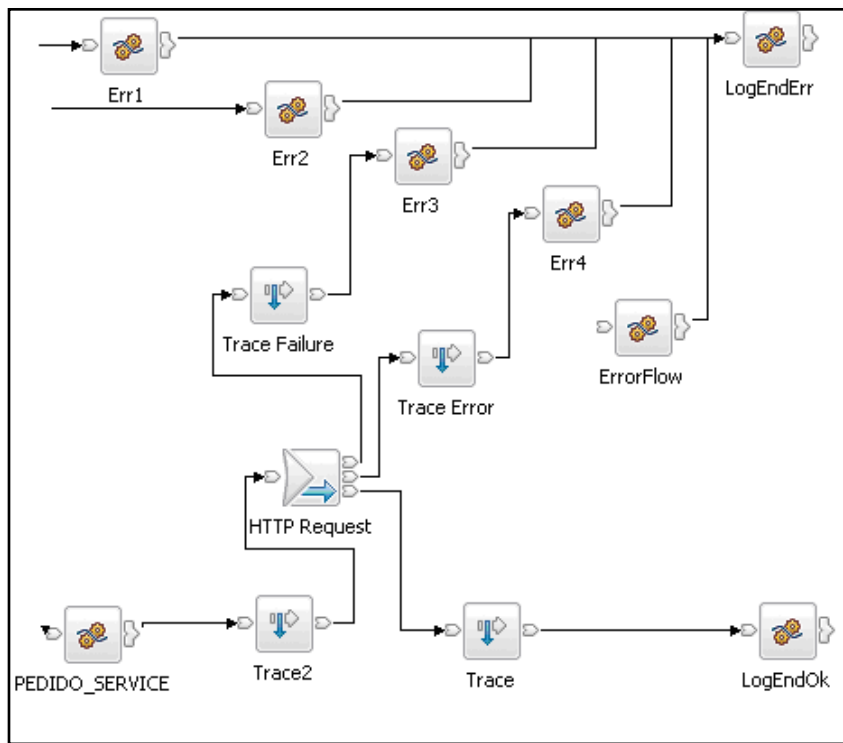 Err1
LogEndErr
Err2
Err3
Err4
Trace Failure
ErrorFlow
Trace Error
HTTP Request
PEDIDO_SERVICE
Trace2
Trace
LogEndOk